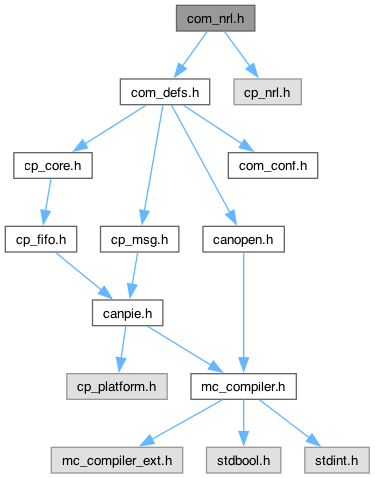 com_nrl.h
com_defs.h
cp_nrl.h
cp_core.h
com_conf.h
cp_fifo.h
cp_msg.h
canopen.h
canpie.h
cp_platform.h
mc_compiler.h
mc_compiler_ext.h
stdbool.h
stdint.h